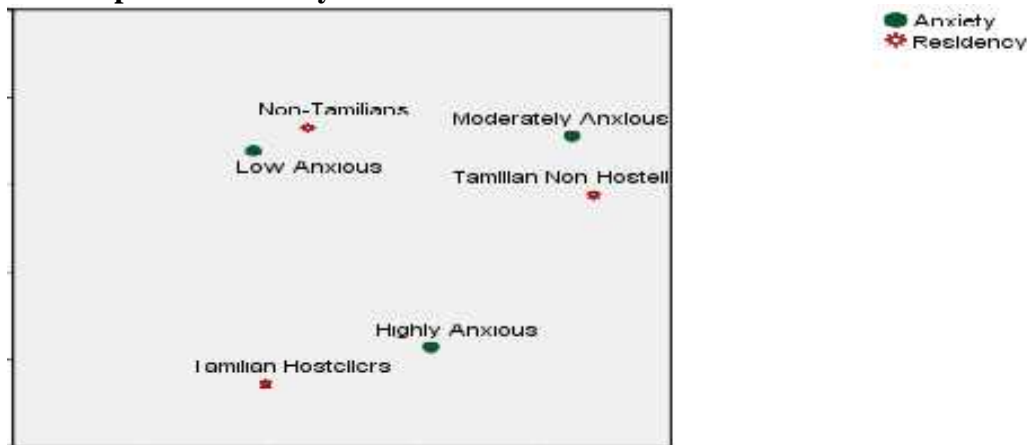 Anxiety
Residency
Non-Tamilians
Moderately Anxious
Low Anxious
Tamilian Non Hostell
Highly Anxious
Tamilian Hostellers